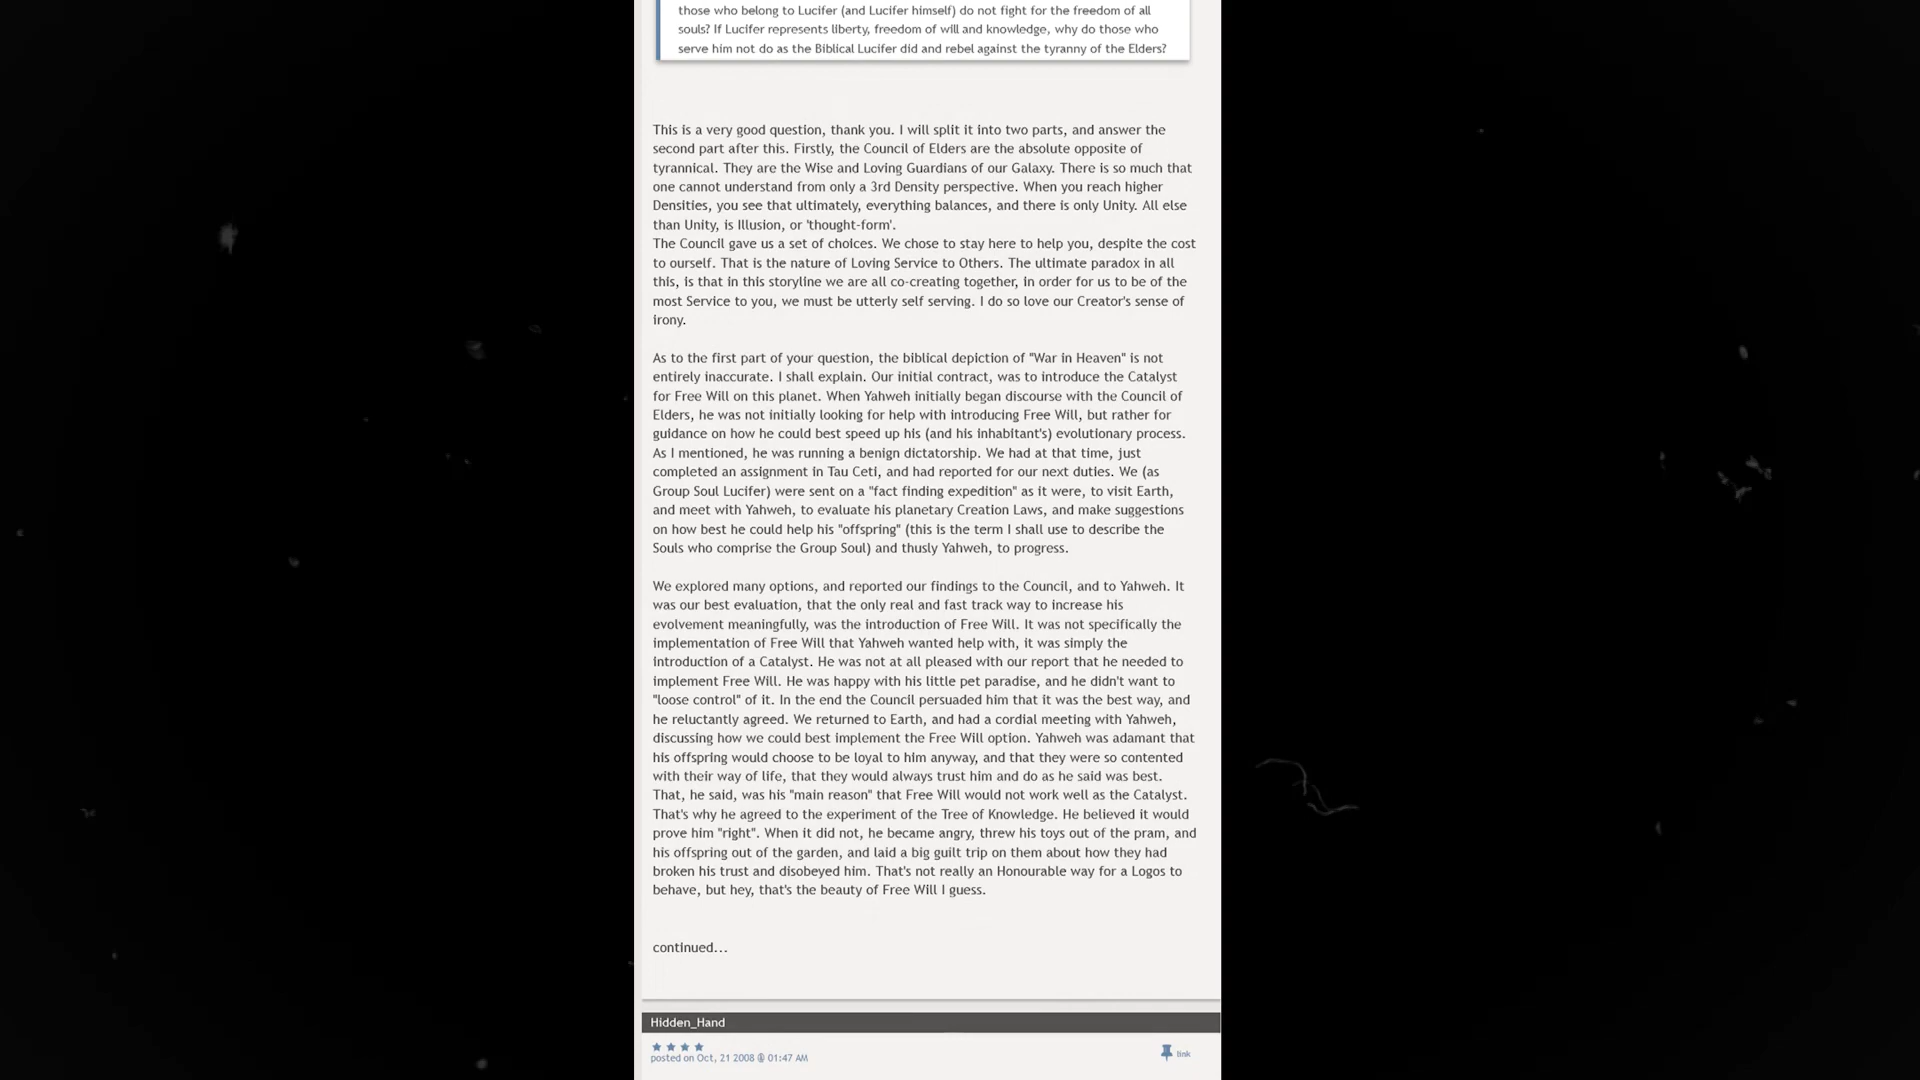 those who belong to Lucifer (and Lucifer himself) do not fight for the freedom of all
souls? If Lucifer represents liberty, freedom of will and knowledge, why do those who
serve him not do as the Biblical Lucifer did and rebel against the tyranny of the Elders?
This is a very good question, thank you. I will split it into two parts, and answer the
second part after this. Firstly, the Council of Elders are the absolute opposite of
tyrannical. They are the Wise and Loving Guardians of our Galaxy. There is so much that
one cannot understand from only a 3rd Density perspective. When you reach higher
Densities, you see that ultimately, everything balances, and there is only Unity. All else
than Unity, is Illusion, or 'thought-form'.
The Council gave us a set of choices. We chose to stay here to help you, despite the cost
to ourself. That is the nature of Loving Service to Others. The ultimate paradox in all
this, is that in this storyline we are all co-creating together, in order for us to be of the
most Service to you, we must be utterly self serving. I do so love our Creator's sense of
irony.
As to the first part of your question, the biblical depiction of "War in Heaven" is not
entirely inaccurate. I shall explain. Our initial contract, was to introduce the Catalyst
for Free Will on this planet. When Yahweh initially began discourse with the Council of
Elders, he was not initially looking for help with introducing Free Will, but rather for
guidance on how he could best speed up his (and his inhabitant's) evolutionary process.
As I mentioned, he was running a benign dictatorship. We had at that time, just
completed an assignment in Tau Ceti, and had reported for our next duties. We (as
Group Soul Lucifer) were sent on a "fact finding expedition" as it were, to visit Earth,
and meet with Yahweh, to evaluate his planetary Creation Laws, and make suggestions
on how best he could help his "offspring" (this is the term I shall use to describe the
Souls who comprise the Group Soul) and thusly Yahweh, to progress.
We explored many options, and reported our findings to the Council, and to Yahweh. It
was our best evaluation, that the only real and fast track way to increase his
evolvement meaningfully, was the introduction of Free Will. It was not specifically the
implementation of Free Will that Yahweh wanted help with, it was simply the
introduction of a Catalyst. He was not at all pleased with our report that he needed to
implement Free Will. He was happy with his little pet paradise, and he didn't want to
"loose control" of it. In the end the Council persuaded him that it was the best way, and
he reluctantly agreed. We returned to Earth, and had a cordial meeting with Yahweh,
discussing how we could best implement the Free Will option. Yahweh was adamant that
his offspring would choose to be loyal to him anyway, and that they were so contented
with their way of life, that they would always trust him and do as he said was best.
That, he said, was his "main reason" that Free Will would not work well as the Catalyst.
That's why he agreed to the experiment of the Tree of Knowledge. He believed it would
prove him "right". When it did not, he became angry, threw his toys out of the pram, and
his offspring out of the garden, and laid a big guilt trip on them about how they had
broken his trust and disobeyed him. That's not really an Honourable way for a Logos to
behave, but hey, that's the beauty of Free Will I guess.
continued...
Hidden_Hand
posted on Oct, 21 2008 @ 01:47 AM
link